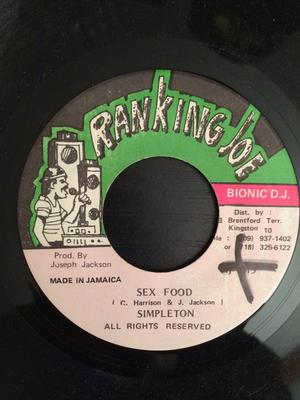 RANKING JOE
BIONIC D.J.
Dist. by :
3 Brentford Terr.
Kingston 10
09) 937-1402
or (718) 325-6122
Prod. By
Joseph Jackson
MADE IN JAMAICA
SEX FOOD
( C. Harrison & J. Jackson )
SIMPLETON
ALL RIGHTS RESERVED